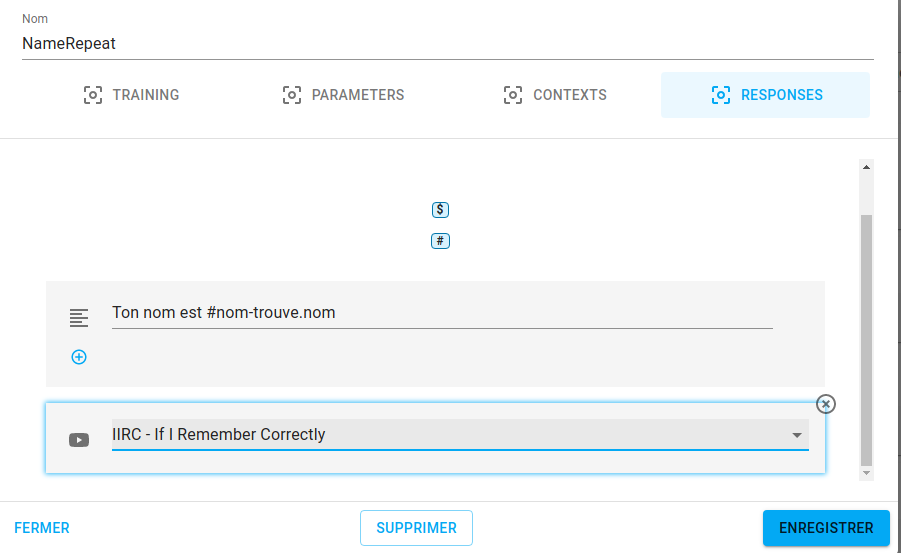 Nom
NameRepeat
TRAINING PARAMETERS CONTEXTS RESPONSES
$
#
Ton nom est #nom-trouve.nom
IIRC - If I Remember Correctly
FERMER SUPPRIMER ENREGISTRER